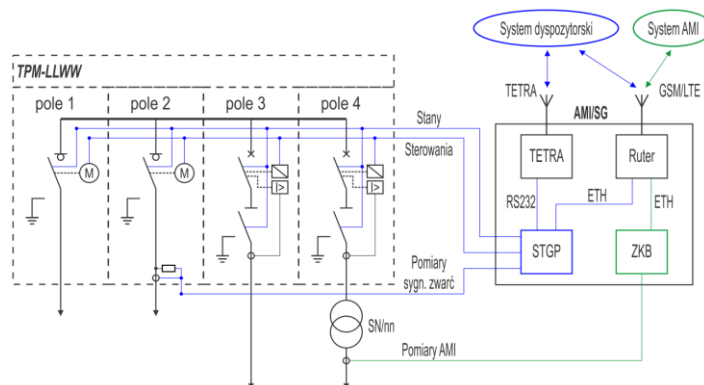 System dyspozytorski
System AMI
TPM-LLWW
TETRA
GSM/LTE
pole 1
pole 2
pole 3
pole 4
AMI/SG
Stany
Sterowania
TETRA
Ruter
M
M
I>
I>
RS232
ETH
ETH
STGP
ZKB
Pomiary
sygn. zwarć
SN/nn
Pomiary AMI